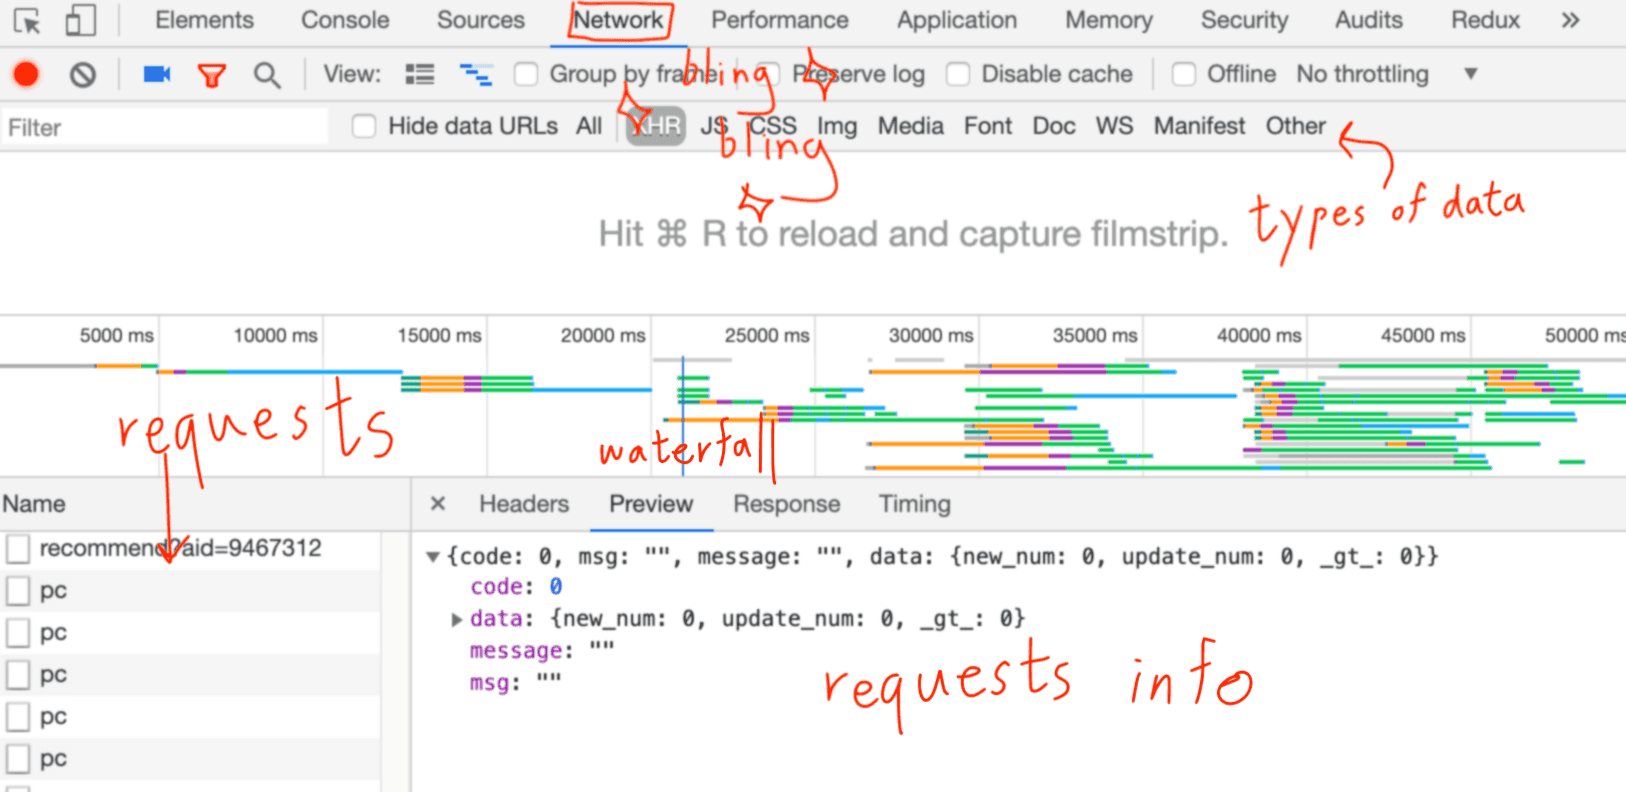 Elements Console Sources Network Performance Application Memory Security Audits Redux »
View: Group by frame Preserve log Disable cache Offline No throttling ▼
bling
Filter Hide data URLs All XHR JS CSS Img Media Font Doc WS Manifest Other
bling
types of data
Hit ⌘ R to reload and capture filmstrip.
5000 ms 10000 ms 15000 ms 20000 ms 25000 ms 30000 ms 35000 ms 40000 ms 45000 ms 50000 ms
requests
waterfall
Name × Headers Preview Response Timing
recommend?aid=9467312
pc
pc
pc
pc
pc
▼{code: 0, msg: "", message: "", data: {new_num: 0, update_num: 0, _gt_: 0}}
code: 0
▶data: {new_num: 0, update_num: 0, _gt_: 0}
message: ""
msg: ""
requests info